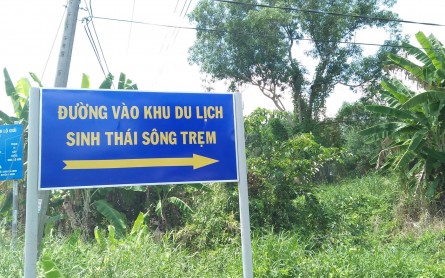 ĐƯỜNG VÀO KHU DU LỊCH
SINH THÁI SÔNG TRẸM